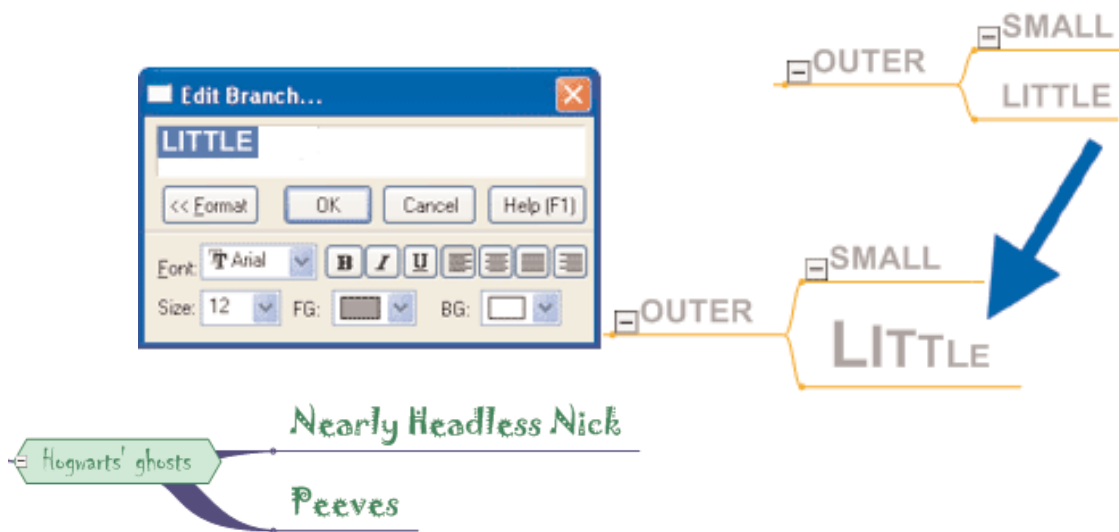 SMALL
OUTER
LITTLE
Edit Branch...
LITTLE
<< Format
OK
Cancel
Help (F1)
Font: Arial B I U
Size: 12 FG: BG:
SMALL
OUTER
LITTLE
Nearly Headless Nick
Hogwarts' ghosts
Peeves